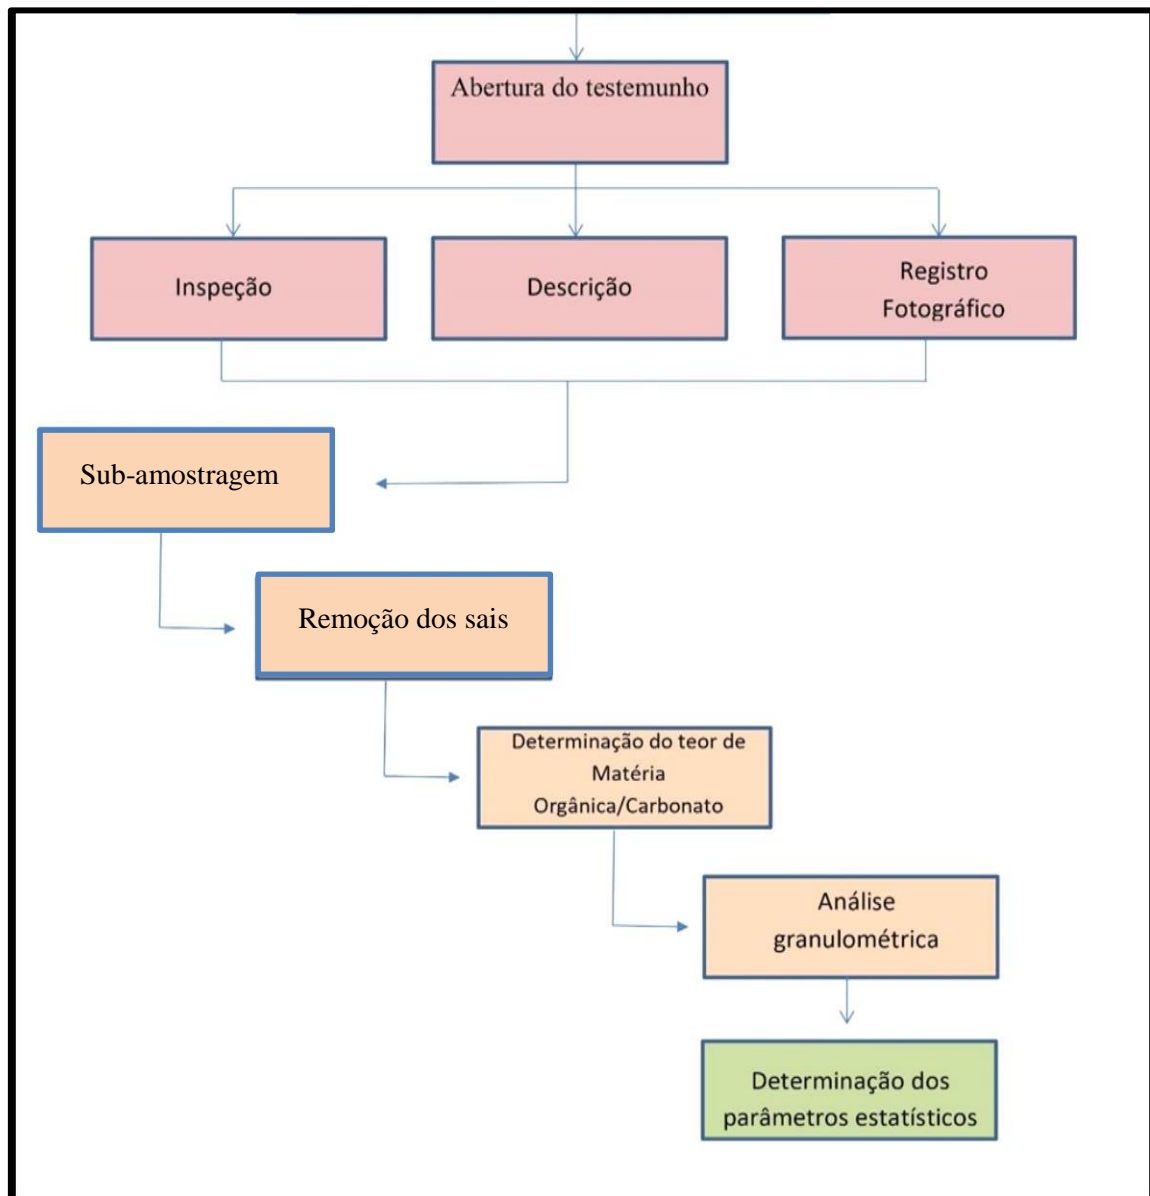 Abertura do testemunho
Inspeção
Descrição
Registro
Fotográfico
Sub-amostragem
Remoção dos sais
Determinação do teor de
Matéria
Orgânica/Carbonato
Análise
granulométrica
Determinação dos
parâmetros estatísticos